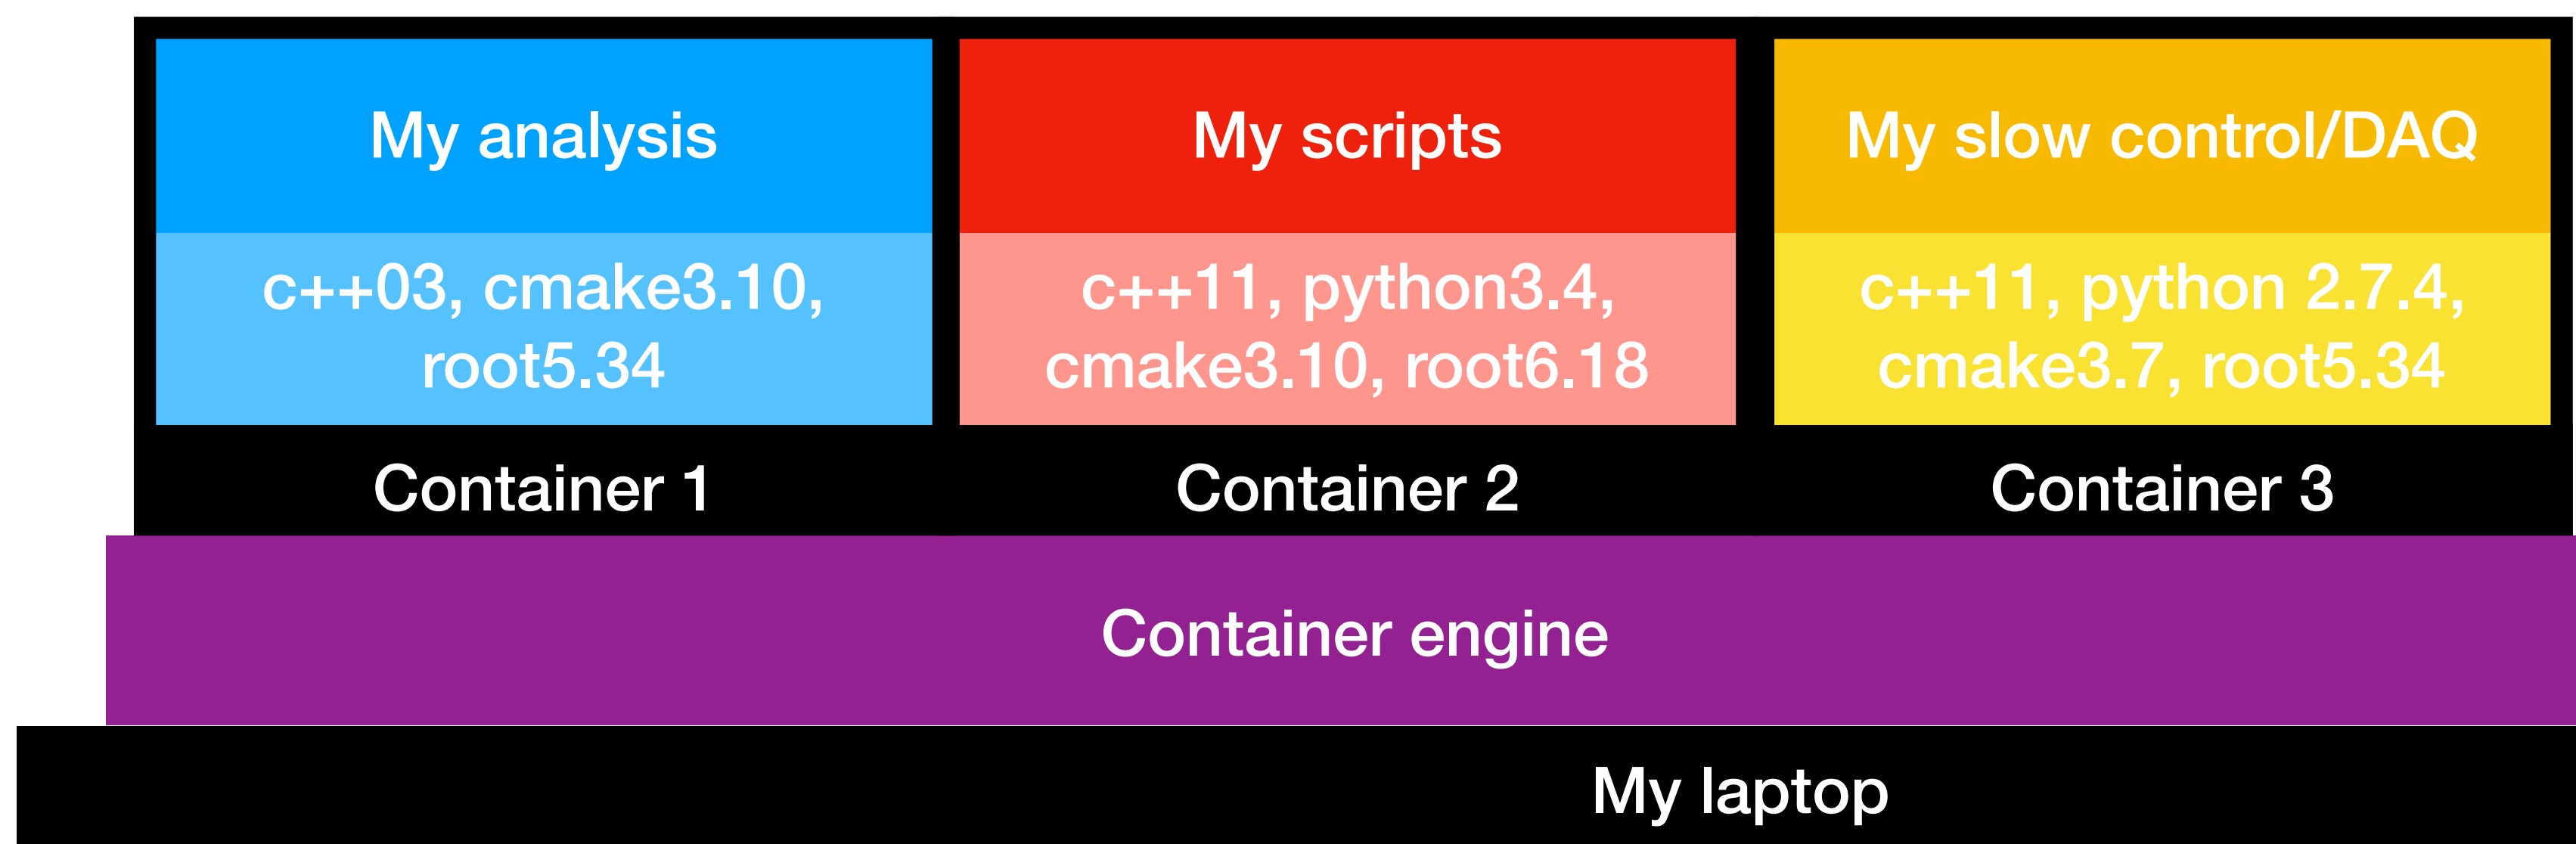 My analysis
My scripts
My slow control/DAQ
c++03, cmake3.10,
root5.34
c++11, python3.4,
cmake3.10, root6.18
c++11, python 2.7.4,
cmake3.7, root5.34
Container 1
Container 2
Container 3
Container engine
My laptop